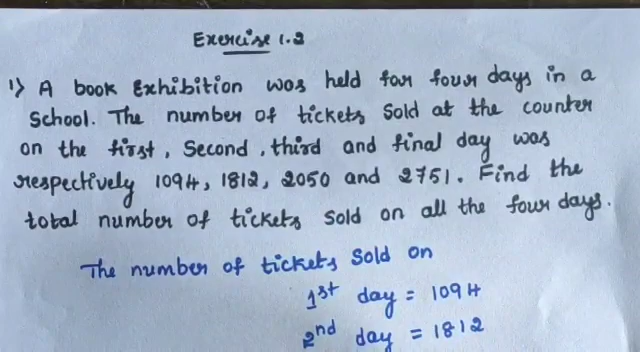 Exercise 1.2
1) A book Exhibition was held for four days in a
School. The number of tickets Sold at the counter
on the first, Second, third and final day was
respectively 1094, 1812, 2050 and 2751. Find the
total number of tickets Sold on all the four days.
The number of tickets Sold on
1st day = 1094
2nd day = 1812